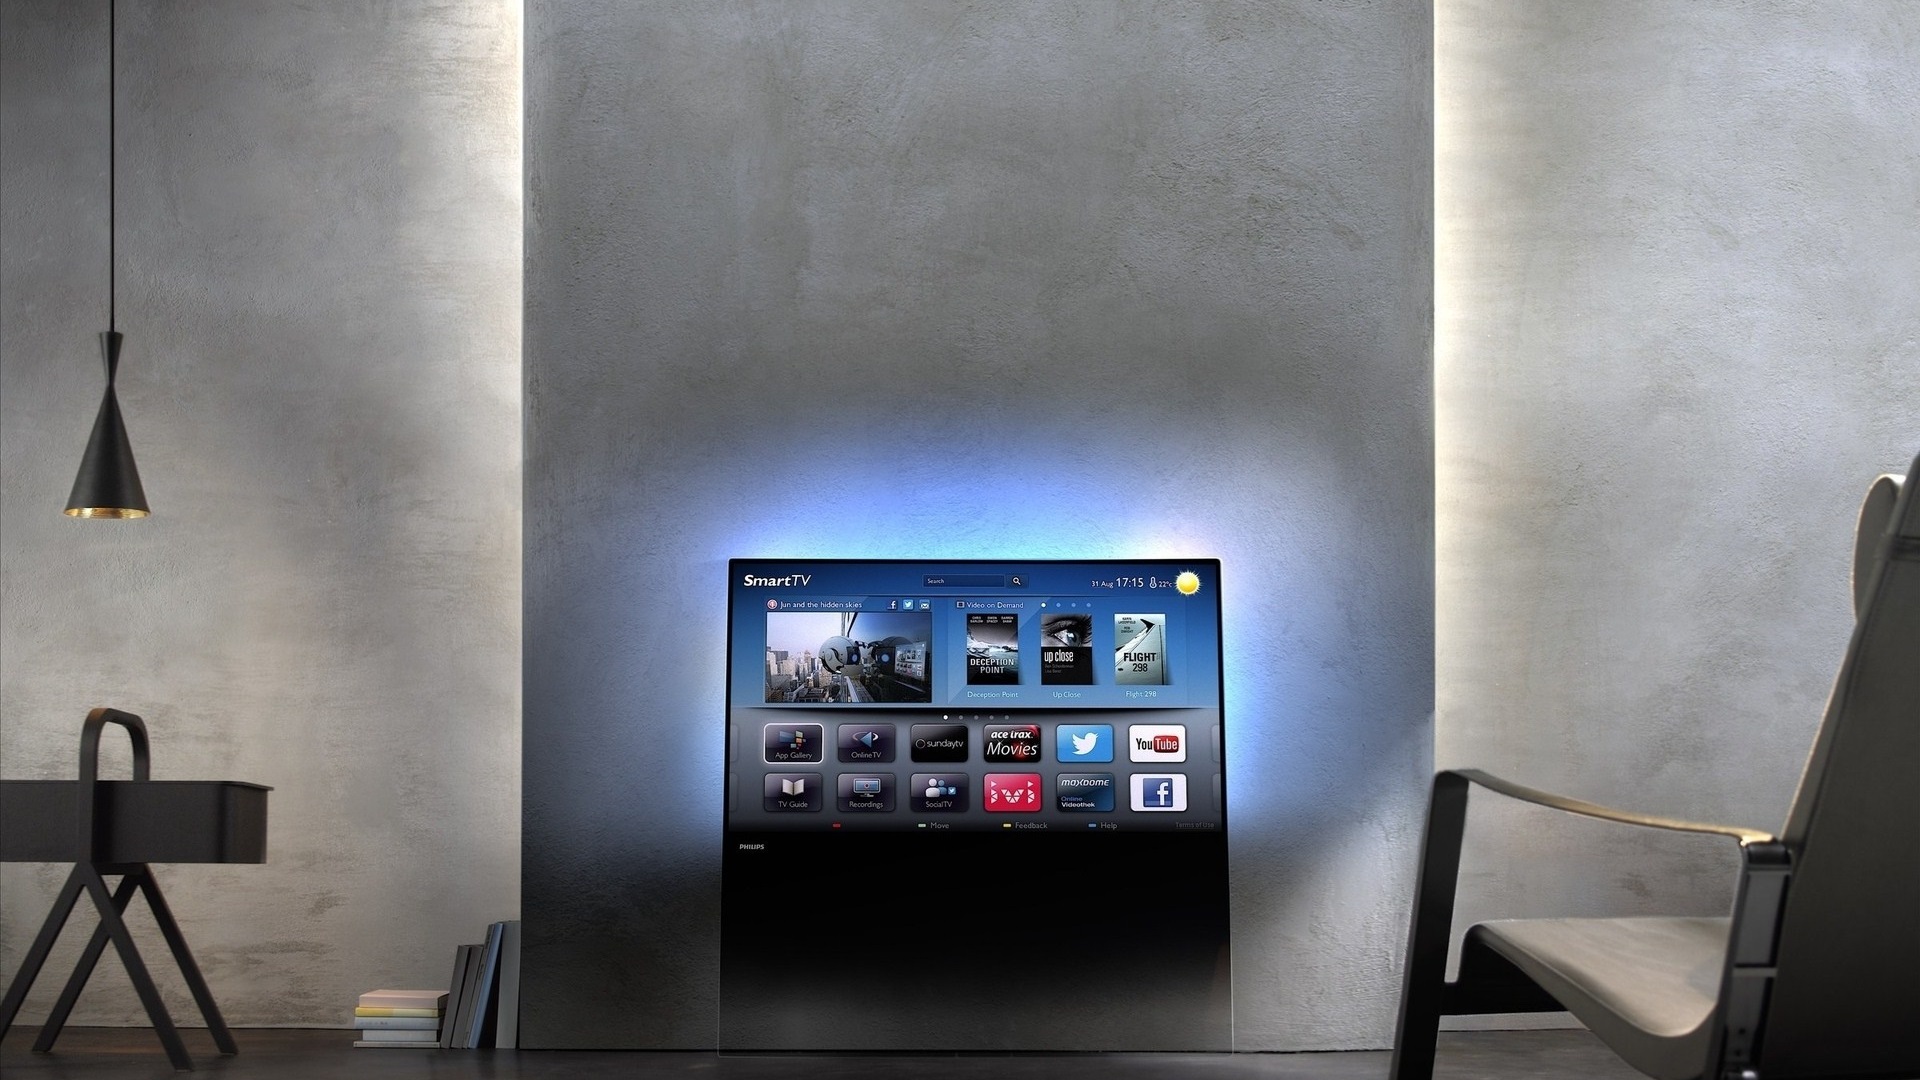 SmartTV
Search
31 Aug 17:15 22°C
Jun and the hidden skies
Video on Demand
DECEPTION
POINT
up close
FLIGHT
298
Deception Point
Up Close
Flight 298
App Gallery
OnlineTV
sundaytv
ace trax
Movies
YouTube
TV Guide
Recordings
SocialTV
maxdome
Online
Videothek
Move
Feedback
Help
Terms of Use
PHILIPS